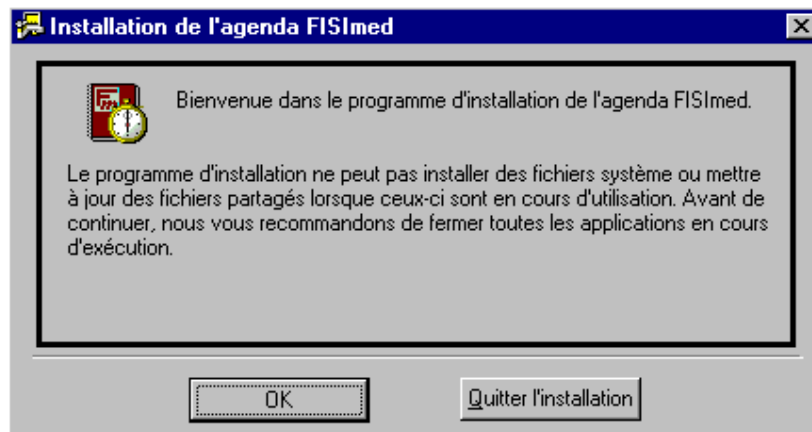 Installation de l'agenda FISImed
Bienvenue dans le programme d'installation de l'agenda FISImed.
Le programme d'installation ne peut pas installer des fichiers système ou mettre
à jour des fichiers partagés lorsque ceux-ci sont en cours d'utilisation. Avant de
continuer, nous vous recommandons de fermer toutes les applications en cours
d'exécution.
OK
Quitter l'installation